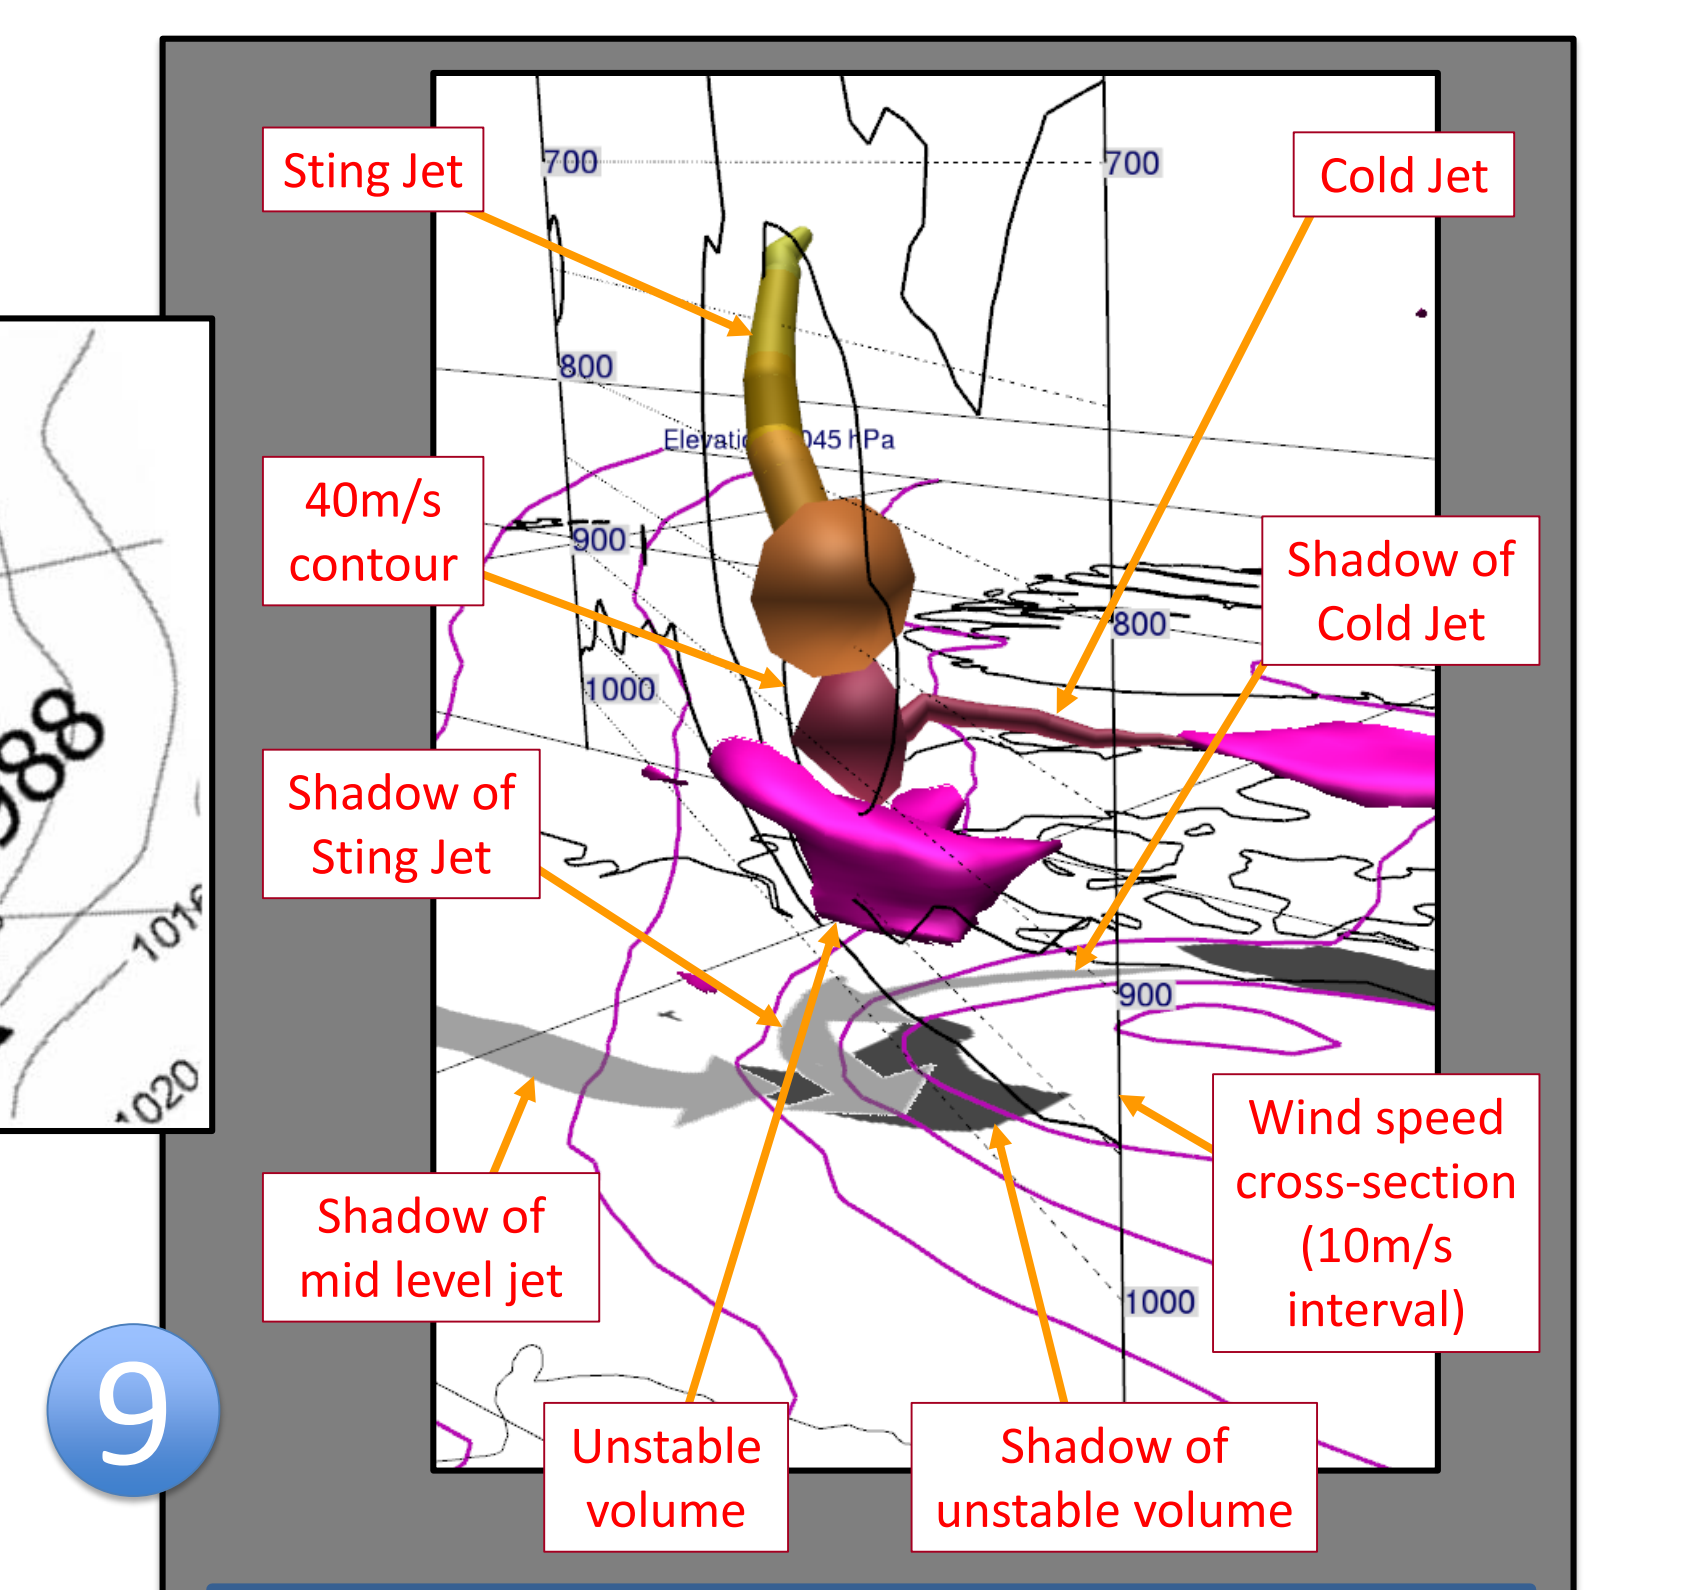 Sting Jet
700
700
Cold Jet
800
045 hPa
40m/s
contour
900
Shadow of
Cold Jet
800
1000
988
Shadow of
Sting Jet
900
1020
Wind speed
cross-section
(10m/s
interval)
Shadow of
mid level jet
1000
9
Unstable
volume
Shadow of
unstable volume